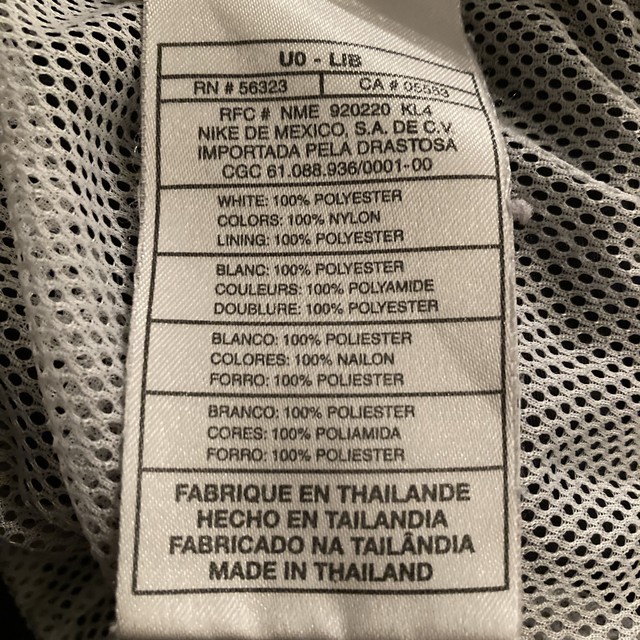 U0 - LIB
RN # 56323 CA # 05553
RFC # NME 920220 KL4
NIKE DE MEXICO, S.A. DE C.V.
IMPORTADA PELA DRASTOSA
CGC 61.088.936/0001-00
WHITE: 100% POLYESTER
COLORS: 100% NYLON
LINING: 100% POLYESTER
BLANC: 100% POLYESTER
COULEURS: 100% POLYAMIDE
DOUBLURE: 100% POLYESTER
BLANCO: 100% POLIESTER
COLORES: 100% NAILON
FORRO: 100% POLIESTER
BRANCO: 100% POLIESTER
CORES: 100% POLIAMIDA
FORRO: 100% POLIESTER
FABRIQUE EN THAILANDE
HECHO EN TAILANDIA
FABRICADO NA TAILÂNDIA
MADE IN THAILAND